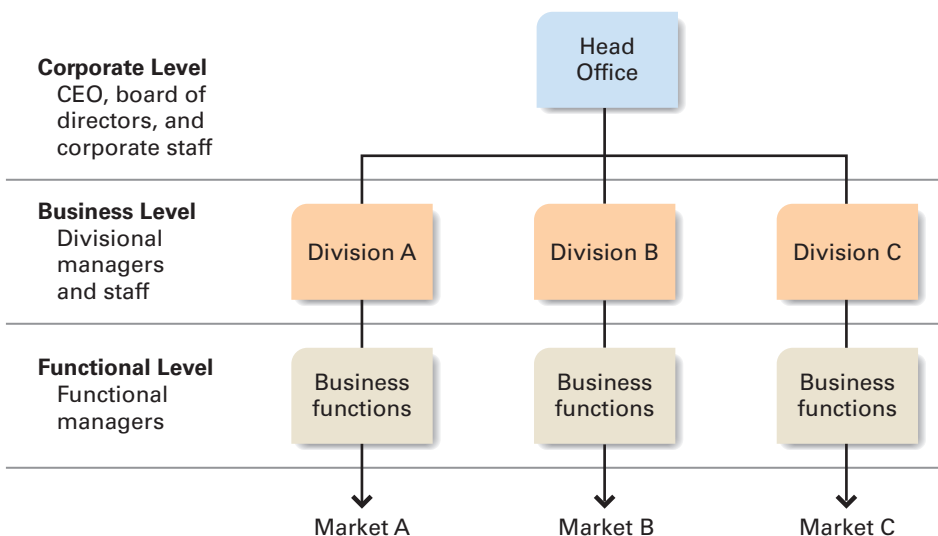 Head
Office
Corporate Level
CEO, board of
directors, and
corporate staff
Business Level
Divisional
managers
and staff
Division A
Division B
Division C
Functional Level
Functional
managers
Business
functions
Business
functions
Business
functions
Market A
Market B
Market C